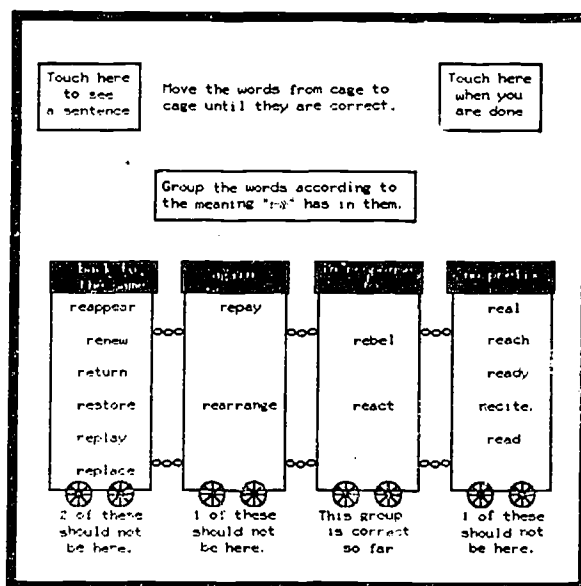 Touch here
to see
a sentence
Move the words from cage to
cage until they are correct.
Touch here
when you
are done
Group the words according to
the meaning "re" has in them.
back to
the same
again
in response
to
no prefix
reappear
renew
return
restore
replay
replace
repay
rearrange
rebel
react
real
reach
ready
recite.
read
2 of these
should not
be here.
1 of these
should not
be here.
This group
is correct
so far
1 of these
should not
be here.